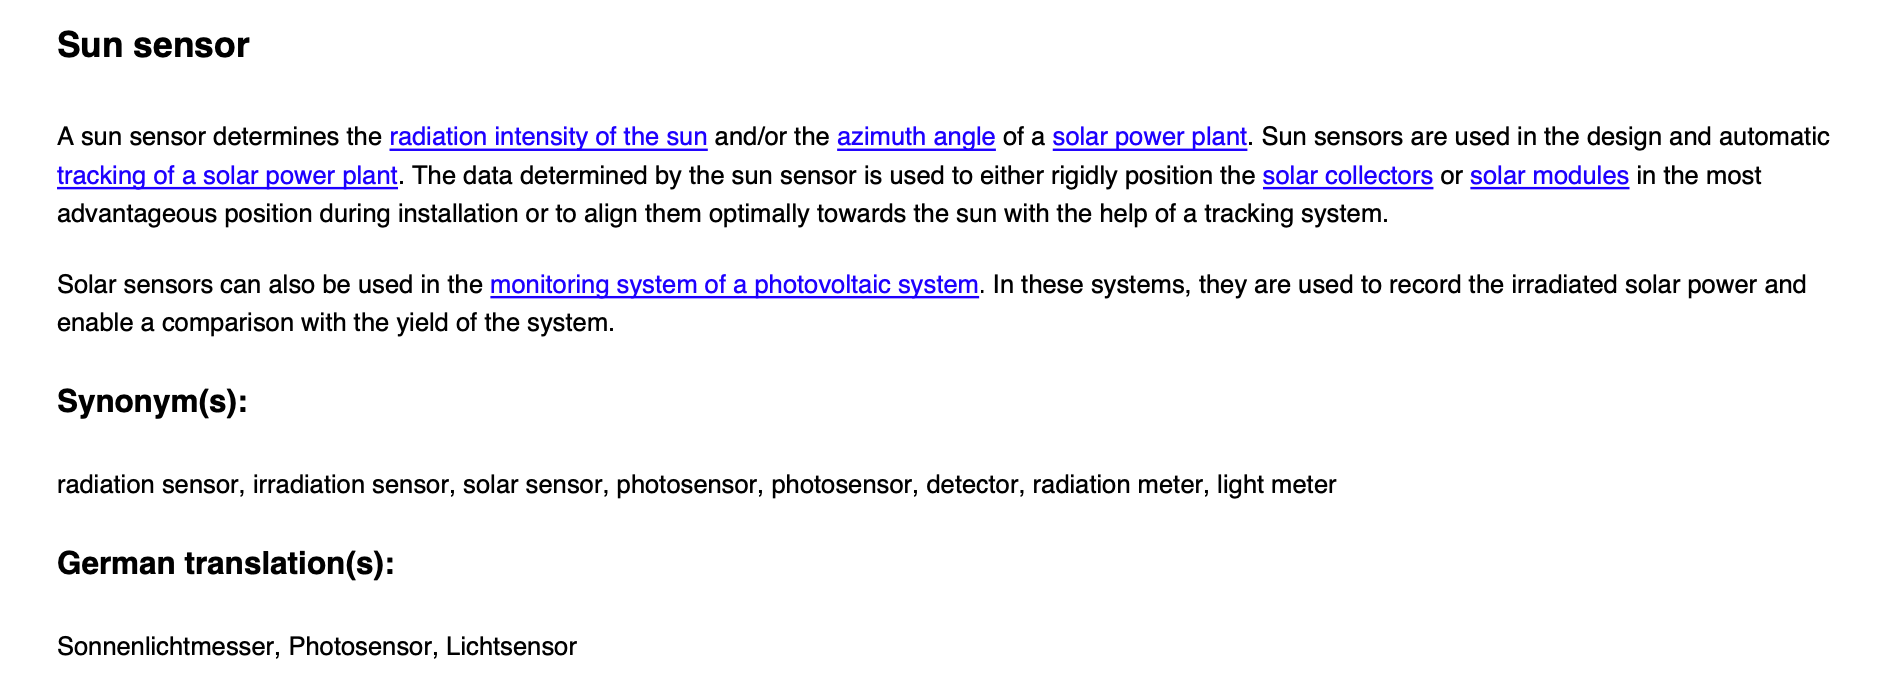 Sun sensor
A sun sensor determines the radiation intensity of the sun and/or the azimuth angle of a solar power plant. Sun sensors are used in the design and automatic
tracking of a solar power plant. The data determined by the sun sensor is used to either rigidly position the solar collectors or solar modules in the most
advantageous position during installation or to align them optimally towards the sun with the help of a tracking system.
Solar sensors can also be used in the monitoring system of a photovoltaic system. In these systems, they are used to record the irradiated solar power and
enable a comparison with the yield of the system.
Synonym(s):
radiation sensor, irradiation sensor, solar sensor, photosensor, photosensor, detector, radiation meter, light meter
German translation(s):
Sonnenlichtmesser, Photosensor, Lichtsensor